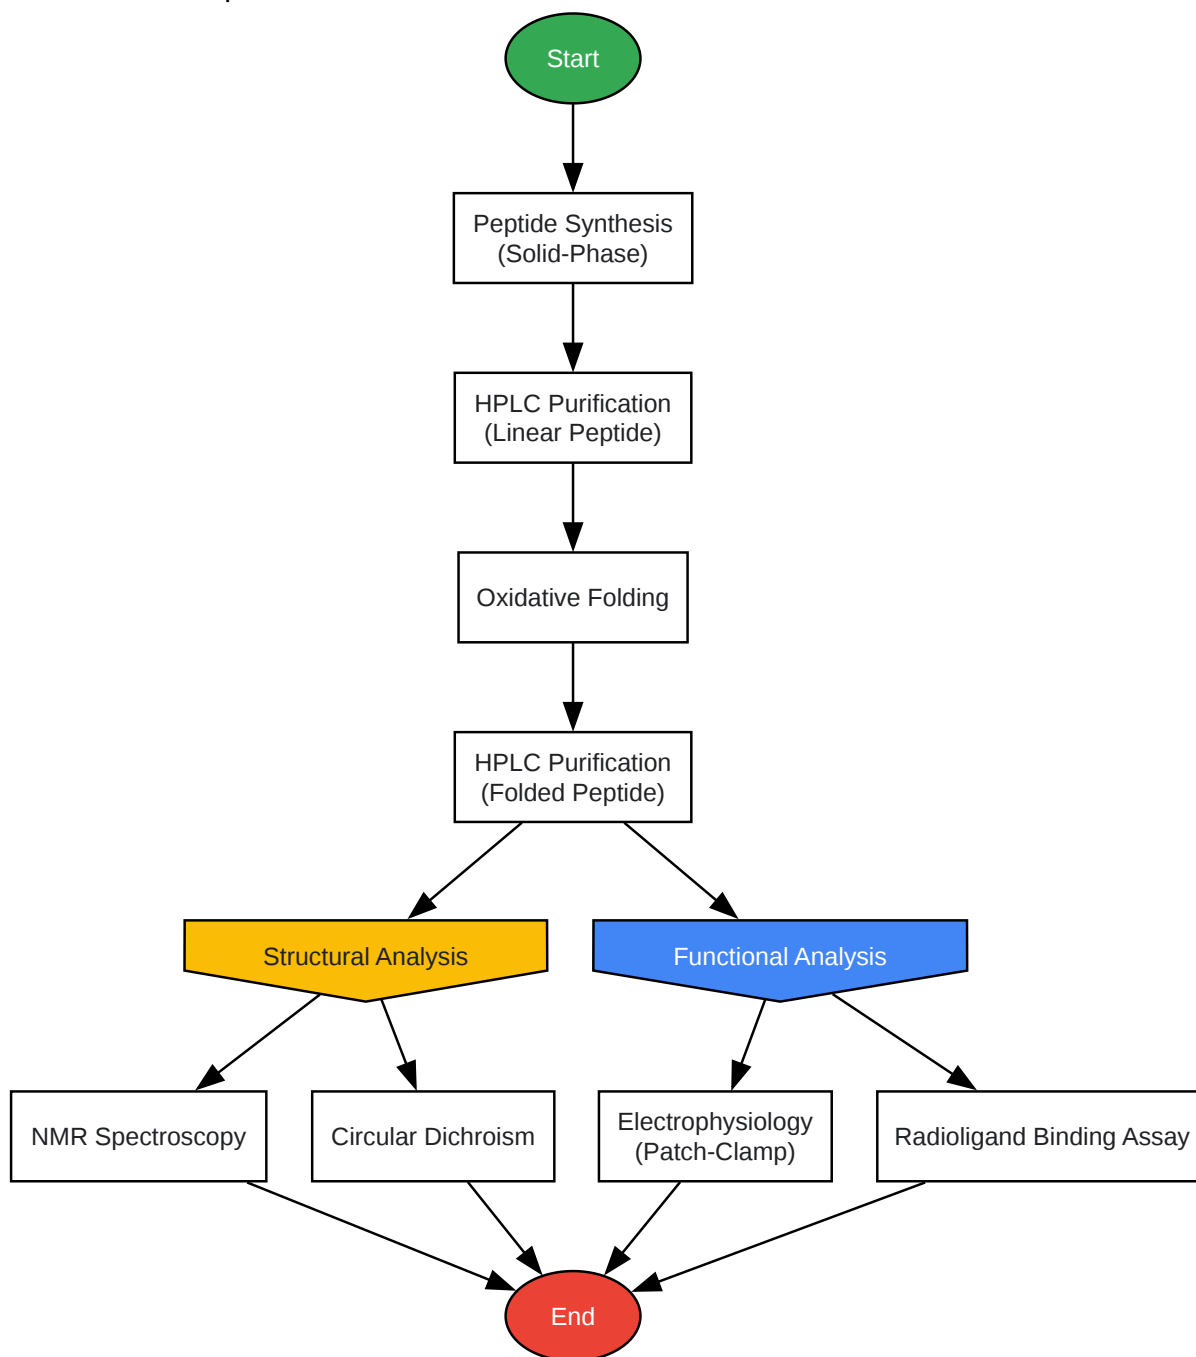 Start
Peptide Synthesis
(Solid-Phase)
HPLC Purification
(Linear Peptide)
Oxidative Folding
HPLC Purification
(Folded Peptide)
Structural Analysis
Functional Analysis
NMR Spectroscopy
Circular Dichroism
Electrophysiology
(Patch-Clamp)
Radioligand Binding Assay
End